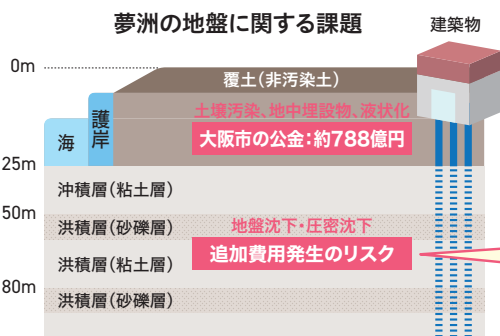 夢洲の地盤に関する課題
建築物
0m
覆土(非汚染土)
土壌汚染、地中埋設物、液状化
大阪市の公金:約788億円
護岸
海
25m
沖積層(粘土層)
50m
洪積層(砂礫層)
地盤沈下・圧密沈下
追加費用発生のリスク
洪積層(粘土層)
80m
洪積層(砂礫層)